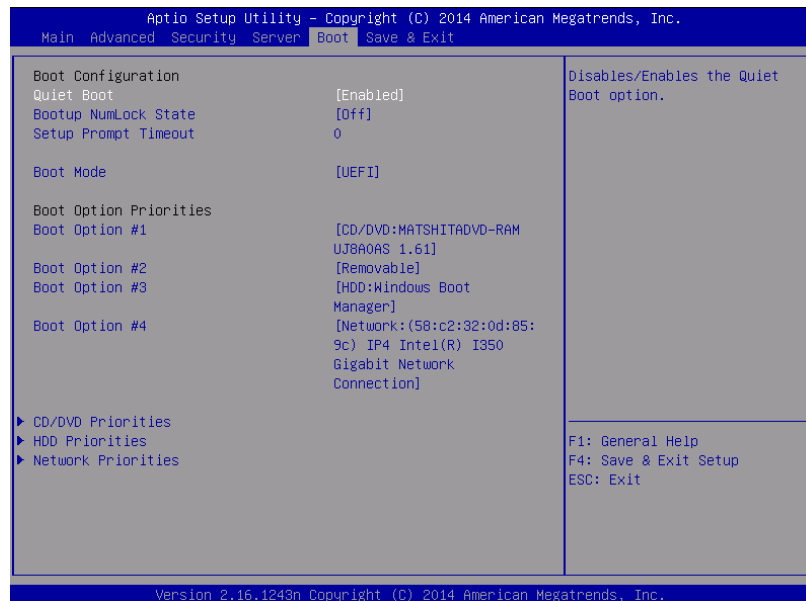 Aptio Setup Utility – Copyright (C) 2014 American Megatrends, Inc.
Main Advanced Security Server Boot Save & Exit
Boot Configuration
Quiet Boot [Enabled]
Bootup NumLock State [Off]
Setup Prompt Timeout 0
Boot Mode [UEFI]
Boot Option Priorities
Boot Option #1 [CD/DVD:MATSHITADVD-RAM
UJ8A0AS 1.61]
Boot Option #2 [Removable]
Boot Option #3 [HDD:Windows Boot
Manager]
Boot Option #4 [Network:(58:c2:32:0d:85:
9c) IP4 Intel(R) I350
Gigabit Network
Connection]
CD/DVD Priorities
HDD Priorities
Network Priorities
Disables/Enables the Quiet
Boot option.
F1: General Help
F4: Save & Exit Setup
ESC: Exit
Version 2.16.1243n Copyright (C) 2014 American Megatrends, Inc.